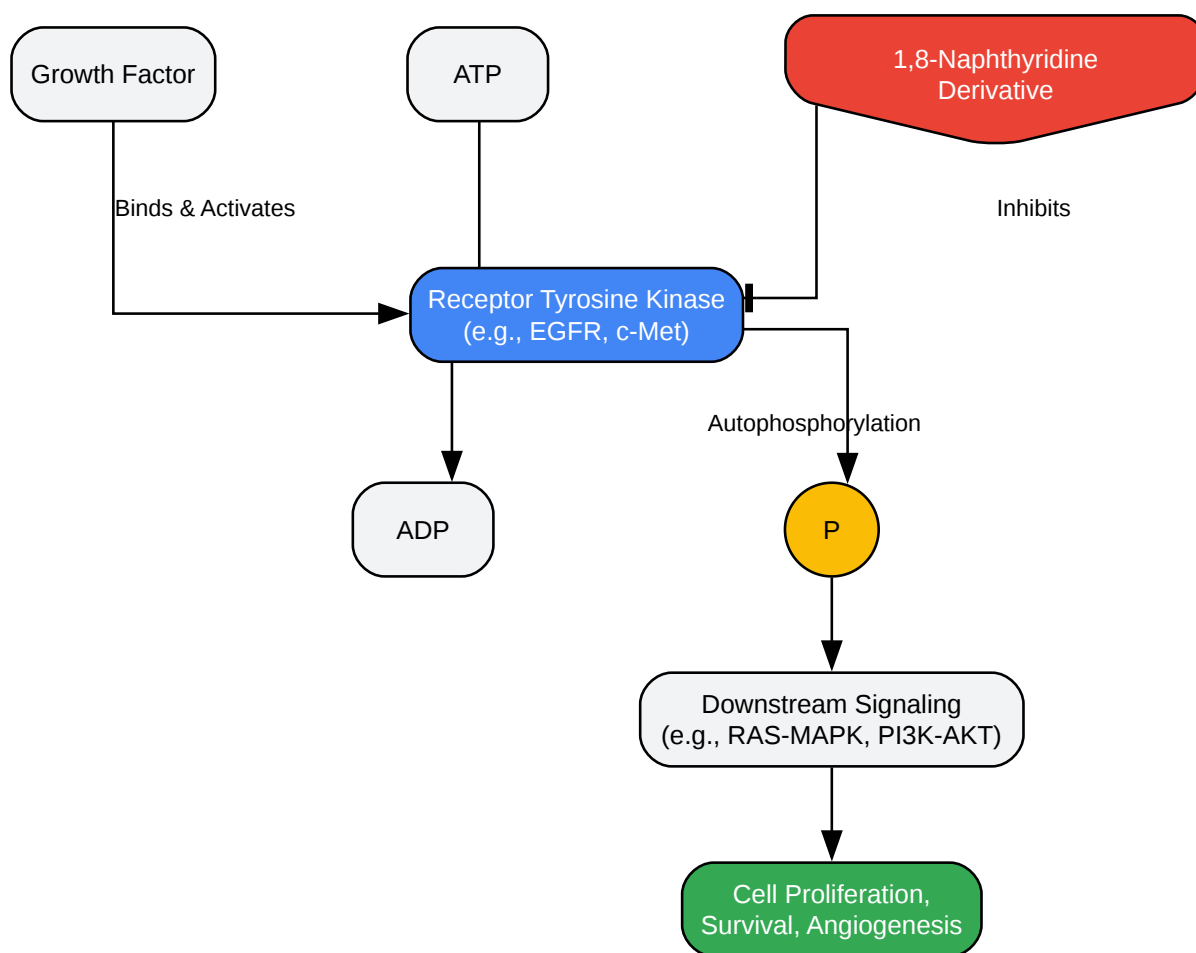 Growth Factor
ATP
1,8-Naphthyridine
Derivative
Binds & Activates
Inhibits
Receptor Tyrosine Kinase
(e.g., EGFR, c-Met)
Autophosphorylation
ADP
P
Downstream Signaling
(e.g., RAS-MAPK, PI3K-AKT)
Cell Proliferation,
Survival, Angiogenesis